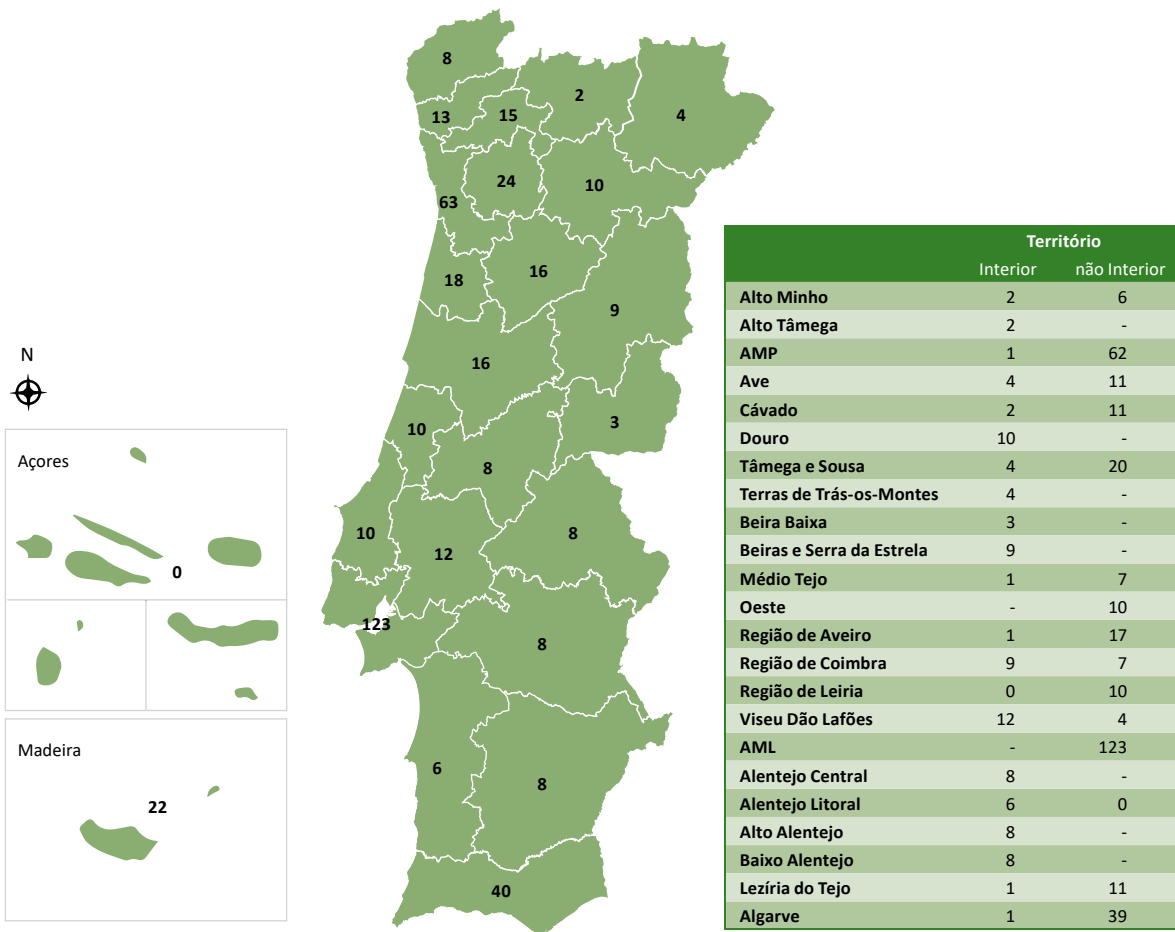 8
2
4
13
15
24
10
63
16
18
9
16
3
10
8
10
12
8
123
8
6
8
40
N
Açores
0
Madeira
22
Território
Interior não Interior
Alto Minho 2 6
Alto Tâmega 2 -
AMP 1 62
Ave 4 11
Cávado 2 11
Douro 10 -
Tâmega e Sousa 4 20
Terras de Trás-os-Montes 4 -
Beira Baixa 3 -
Beiras e Serra da Estrela 9 -
Médio Tejo 1 7
Oeste - 10
Região de Aveiro 1 17
Região de Coimbra 9 7
Região de Leiria 0 10
Viseu Dão Lafões 12 4
AML - 123
Alentejo Central 8 -
Alentejo Litoral 6 0
Alto Alentejo 8 -
Baixo Alentejo 8 -
Lezíria do Tejo 1 11
Algarve 1 39